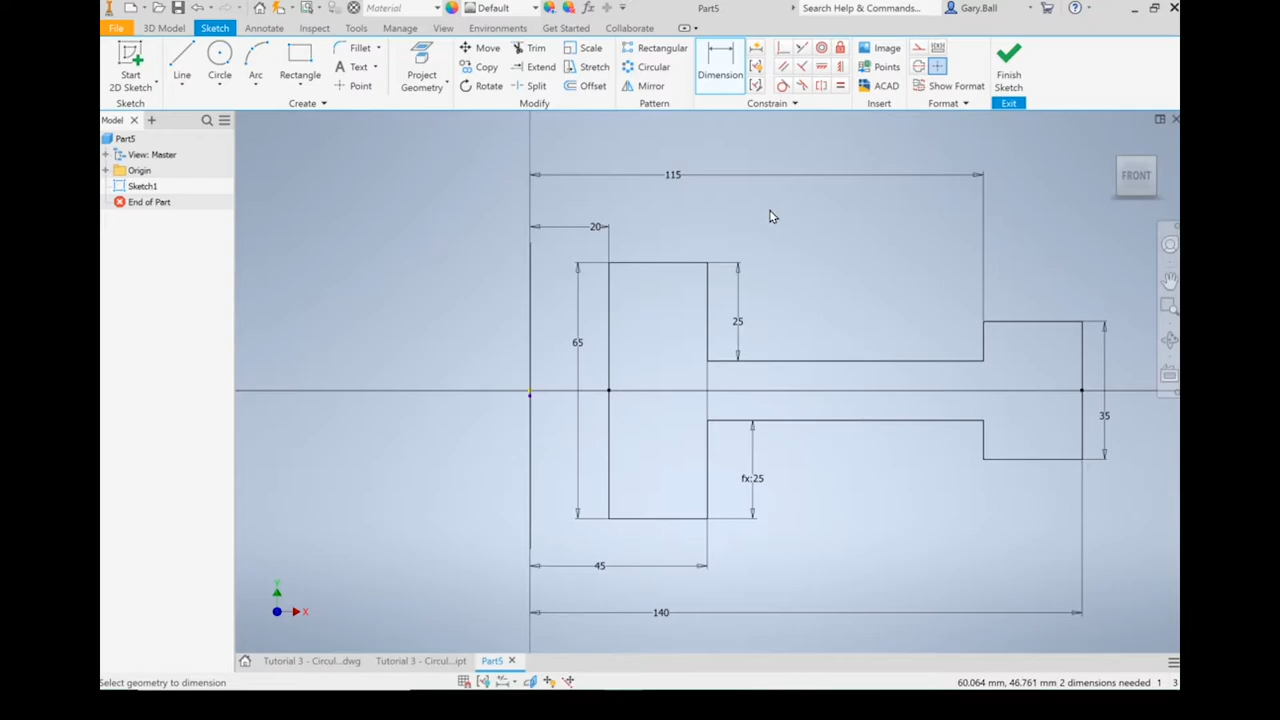 Material
Default
Part5
Search Help & Commands...
Gary.Ball
File
3D Model
Sketch
Annotate
Inspect
Tools
Manage
View
Environments
Get Started
Collaborate
Start
2D Sketch
Line
Circle
Arc
Rectangle
Fillet
Text
Point
Project
Geometry
Move
Copy
Rotate
Trim
Extend
Split
Scale
Stretch
Offset
Rectangular
Circular
Mirror
Dimension
Image
Points
ACAD
Show Format
Finish
Sketch
Sketch
Create
Modify
Pattern
Constrain
Insert
Format
Exit
Model
Part5
View: Master
Origin
Sketch1
End of Part
FRONT
115
20
25
65
35
fx:25
45
140
Y
X
Tutorial 3 - Circul...dwg
Tutorial 3 - Circul...ipt
Part5
Select geometry to dimension
60.064 mm, 46.761 mm 2 dimensions needed 1 3